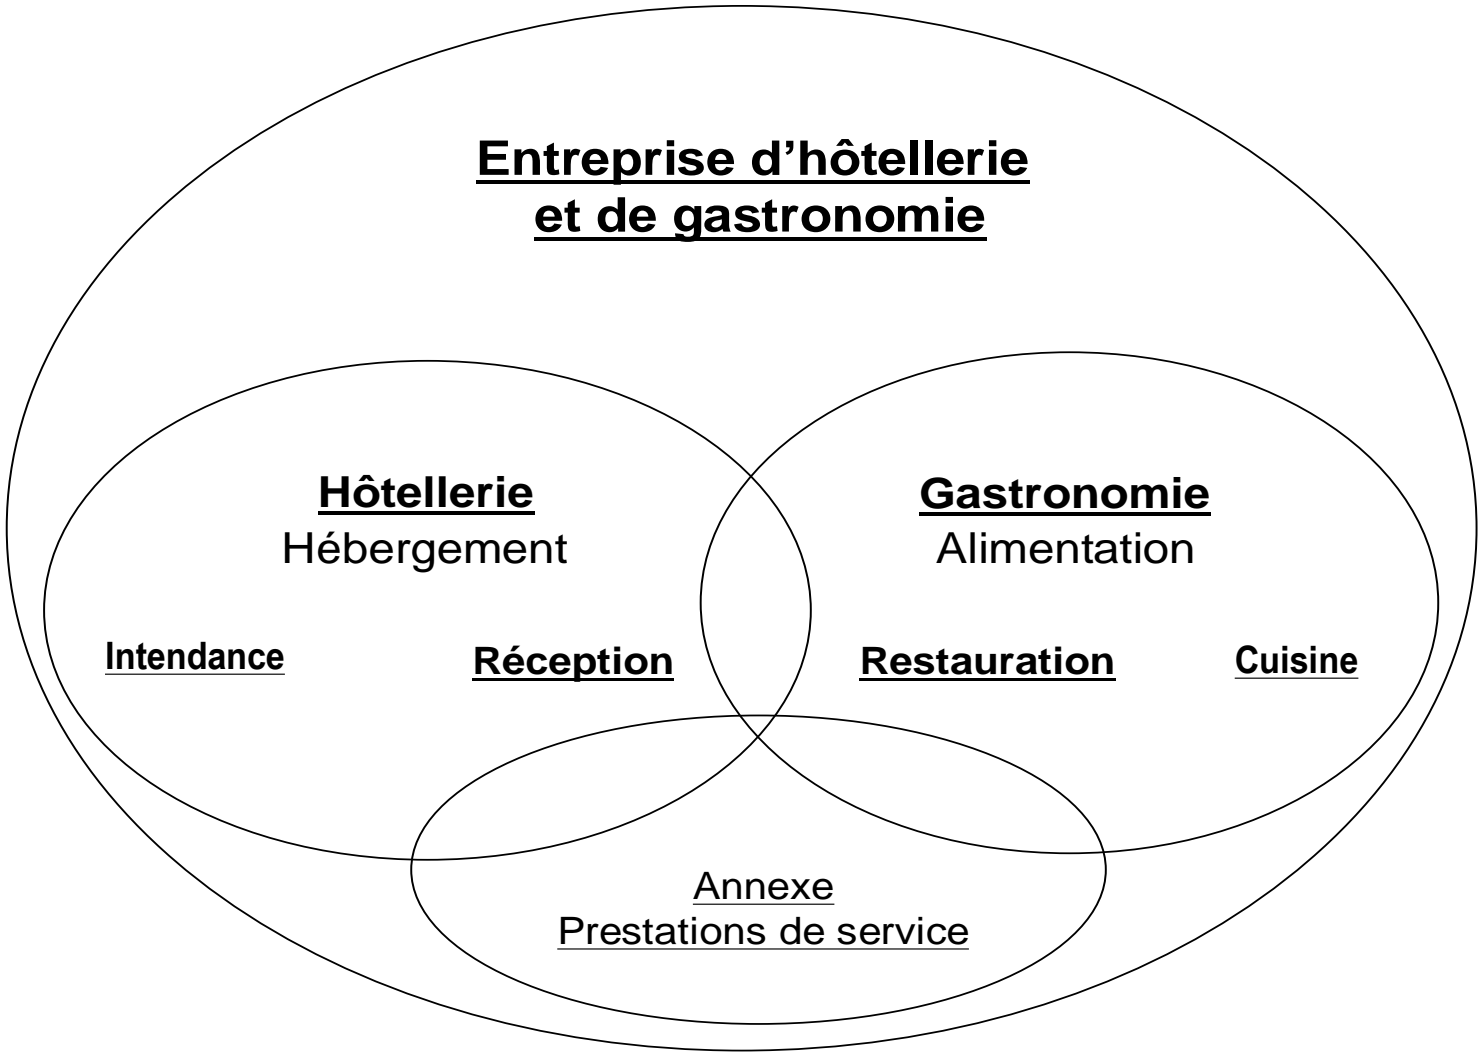 Entreprise d’hôtellerie
et de gastronomie
Hôtellerie
Hébergement
Gastronomie
Alimentation
Intendance
Réception
Restauration
Cuisine
Annexe
Prestations de service